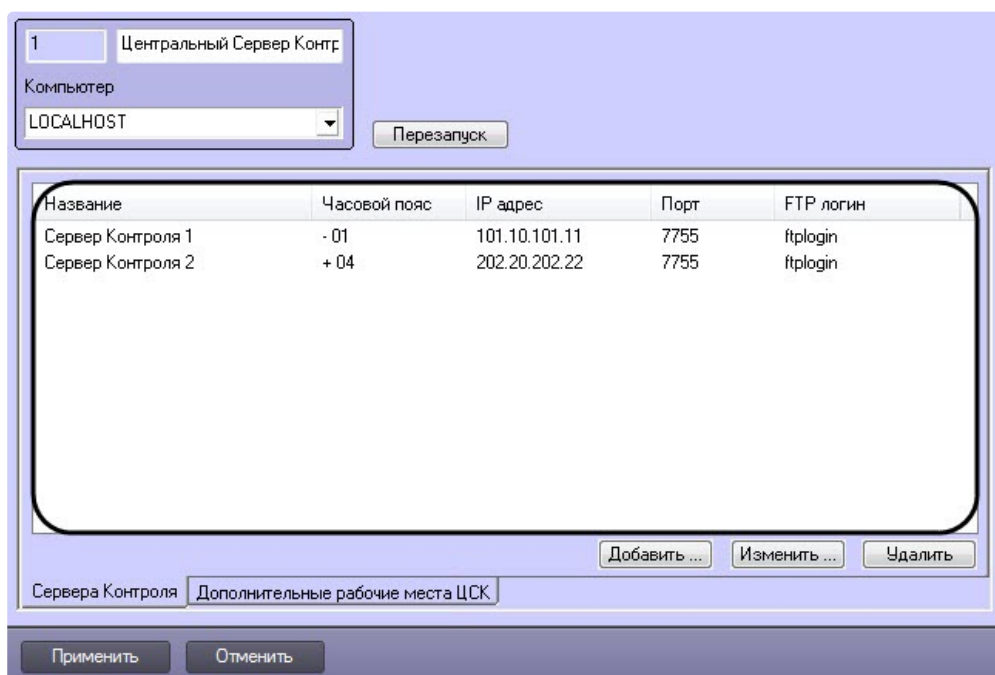 1 Центральный Сервер Контр
Компьютер
LOCALHOST
Перезапуск
Название Часовой пояс IP адрес Порт FTP логин
Сервер Контроля 1 - 01 101.10.101.11 7755 ftplogin
Сервер Контроля 2 + 04 202.20.202.22 7755 ftplogin
Добавить ... Изменить ... Удалить
Сервера Контроля Дополнительные рабочие места ЦСК
Применить Отменить